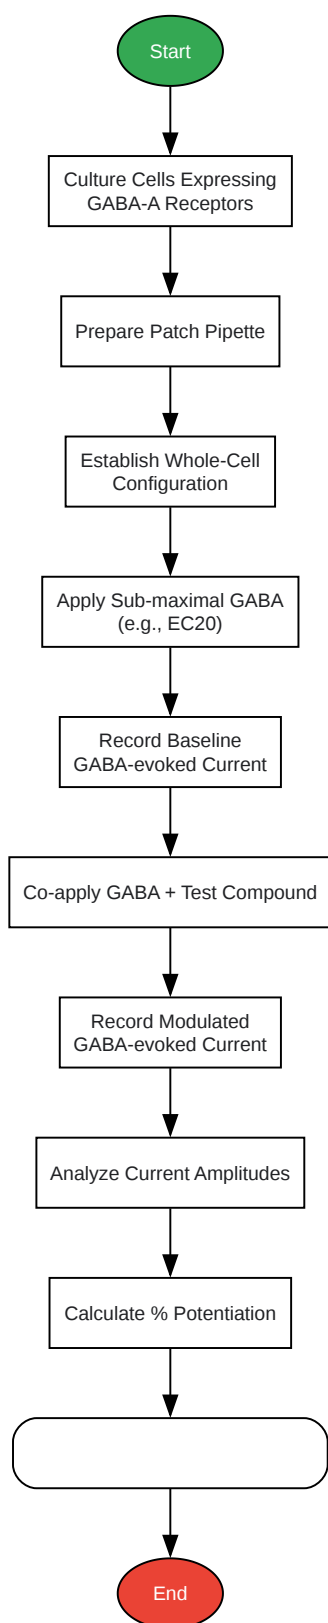 Start
Culture Cells Expressing
GABA-A Receptors
Prepare Patch Pipette
Establish Whole-Cell
Configuration
Apply Sub-maximal GABA
(e.g., EC20)
Record Baseline
GABA-evoked Current
Co-apply GABA + Test Compound
Record Modulated
GABA-evoked Current
Analyze Current Amplitudes
Calculate % Potentiation
End